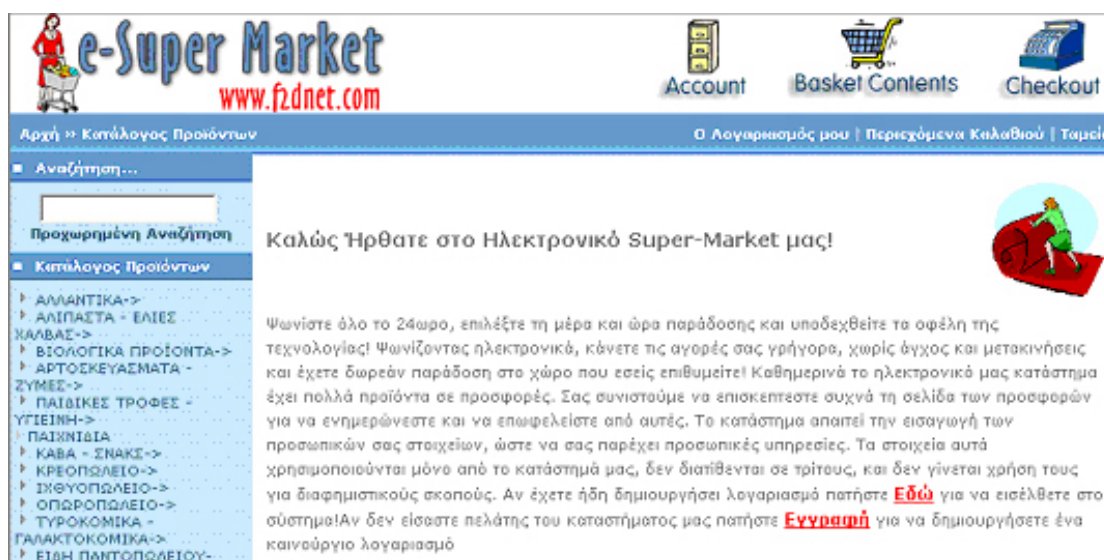 e-Super Market
www.f2dnet.com
Account
Basket Contents
Checkout
Αρχή » Κατάλογος Προϊόντων
Ο Λογαριασμός μου | Περιεχόμενα Καλαθιού | Ταμεί
Αναζήτηση...
Προχωρημένη Αναζήτηση
Κατάλογος Προϊόντων
ΑΛΛΑΝΤΙΚΑ->
ΑΛΙΠΑΣΤΑ - ΕΛΙΕΣ
ΧΑΛΒΑΣ->
ΒΙΟΛΟΓΙΚΑ ΠΡΟΪΟΝΤΑ->
ΑΡΤΟΣΚΕΥΑΣΜΑΤΑ -
ΖΥΜΕΣ->
ΠΑΙΔΙΚΕΣ ΤΡΟΦΕΣ -
ΥΓΙΕΙΝΗ->
ΠΑΙΧΝΙΔΙΑ
ΚΑΒΑ - ΣΝΑΚΣ->
ΚΡΕΟΠΩΛΕΙΟ->
ΙΧΘΥΟΠΩΛΕΙΟ->
ΟΠΩΡΟΠΩΛΕΙΟ->
ΤΥΡΟΚΟΜΙΚΑ -
ΓΑΛΑΚΤΟΚΟΜΙΚΑ->
ΕΙΔΗ ΠΑΝΤΟΠΩΛΕΙΟΥ-
Καλώς Ήρθατε στο Ηλεκτρονικό Super-Market μας!
Ψωνίστε όλο το 24ωρο, επιλέξτε τη μέρα και ώρα παράδοσης και υποδεχθείτε τα οφέλη της
τεχνολογίας! Ψωνίζοντας ηλεκτρονικά, κάνετε τις αγορές σας γρήγορα, χωρίς άγχος και μετακινήσεις
και έχετε δωρεάν παράδοση στο χώρο που εσείς επιθυμείτε! Καθημερινά το ηλεκτρονικό μας κατάστημα
έχει πολλά προϊόντα σε προσφορές. Σας συνιστούμε να επισκεπτεστε συχνά τη σελίδα των προσφορών
για να ενημερώνεστε και να επωφελείστε από αυτές. Το κατάστημα απαιτεί την εισαγωγή των
προσωπικών σας στοιχείων, ώστε να σας παρέχει προσωπικές υπηρεσίες. Τα στοιχεία αυτά
χρησιμοποιούνται μόνο από το κατάστημά μας, δεν διατίθενται σε τρίτους, και δεν γίνεται χρήση τους
για διαφημιστικούς σκοπούς. Αν έχετε ήδη δημιουργήσει λογαριασμό πατήστε Εδώ για να εισέλθετε στο
σύστημα!Αν δεν είσαστε πελάτης του καταστήματος μας πατήστε Εγγραφή για να δημιουργήσετε ένα
καινούργιο λογαριασμό